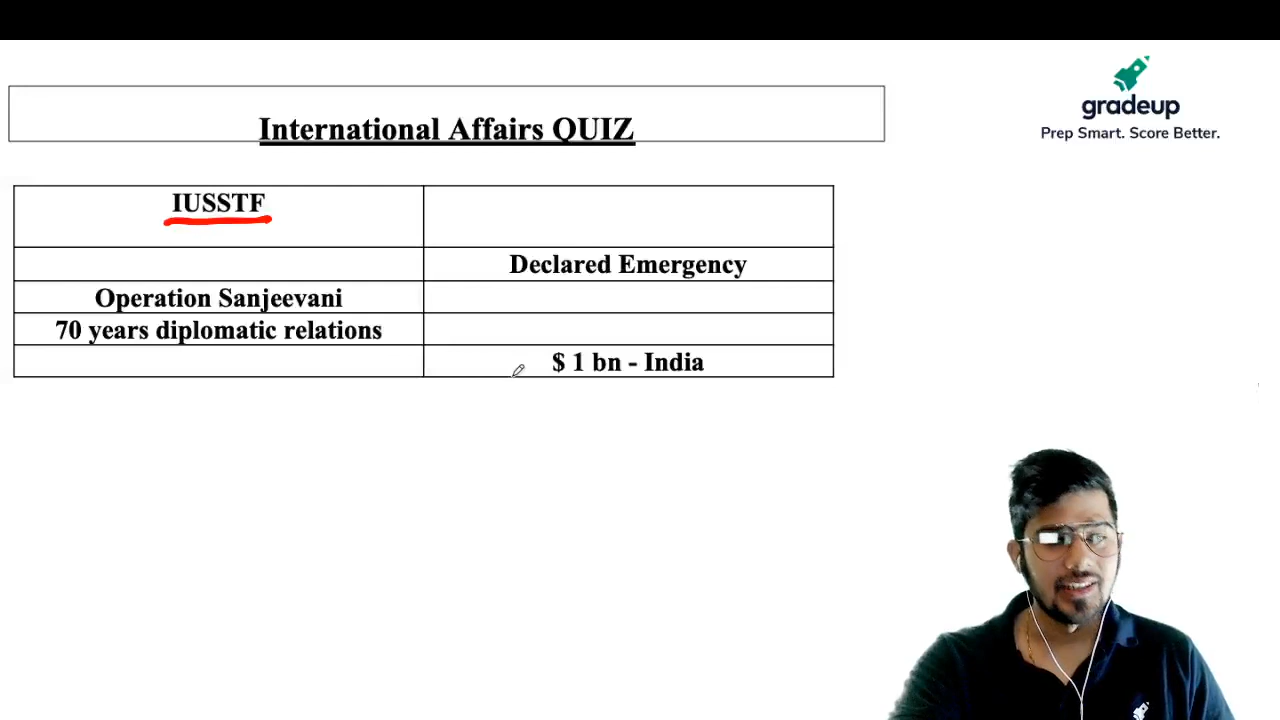 gradeup
Prep Smart. Score Better.
International Affairs QUIZ
IUSSTF
Declared Emergency
Operation Sanjeevani
70 years diplomatic relations
$ 1 bn - India